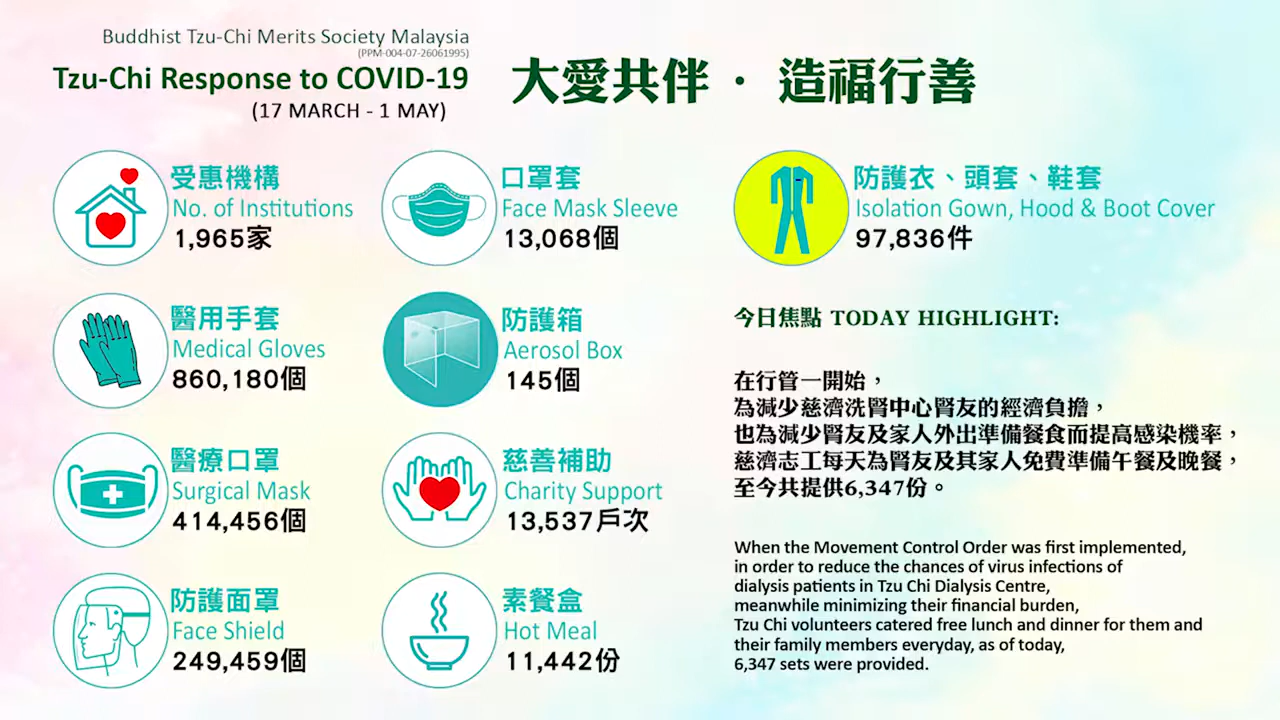 Buddhist Tzu-Chi Merits Society Malaysia
(PPM-004-07-26061995)
Tzu-Chi Response to COVID-19
(17 MARCH - 1 MAY)
大愛共伴 · 造福行善
受惠機構
No. of Institutions
1,965家
口罩套
Face Mask Sleeve
13,068個
防護衣、頭套、鞋套
Isolation Gown, Hood & Boot Cover
97,836件
醫用手套
Medical Gloves
860,180個
防護箱
Aerosol Box
145個
醫療口罩
Surgical Mask
414,456個
慈善補助
Charity Support
13,537戶次
防護面罩
Face Shield
249,459個
素餐盒
Hot Meal
11,442份
今日焦點 TODAY HIGHLIGHT:
在行管一開始，
為減少慈濟洗腎中心腎友的經濟負擔，
也為減少腎友及家人外出準備餐食而提高感染機率，
慈濟志工每天為腎友及其家人免費準備午餐及晚餐，
至今共提供6,347份。
When the Movement Control Order was first implemented,
in order to reduce the chances of virus infections of
dialysis patients in Tzu Chi Dialysis Centre,
meanwhile minimizing their financial burden,
Tzu Chi volunteers catered free lunch and dinner for them and
their family members everyday, as of today,
6,347 sets were provided.